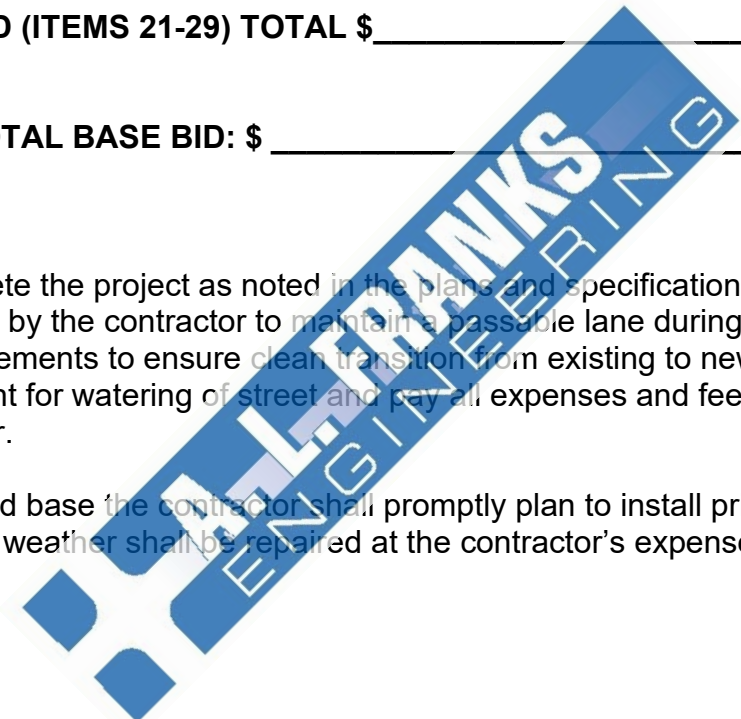 D (ITEMS 21-29) TOTAL $____________________
OTAL BASE BID: $ __________________________
ete the project as noted in the plans and specification
by the contractor to maintain a passable lane during
ements to ensure clean transition from existing to new
nt for watering of street and pay all expenses and fee
r.
d base the contractor shall promptly plan to install pr
weather shall be repaired at the contractor’s expense
A.L. FRANKS
ENGINEERING